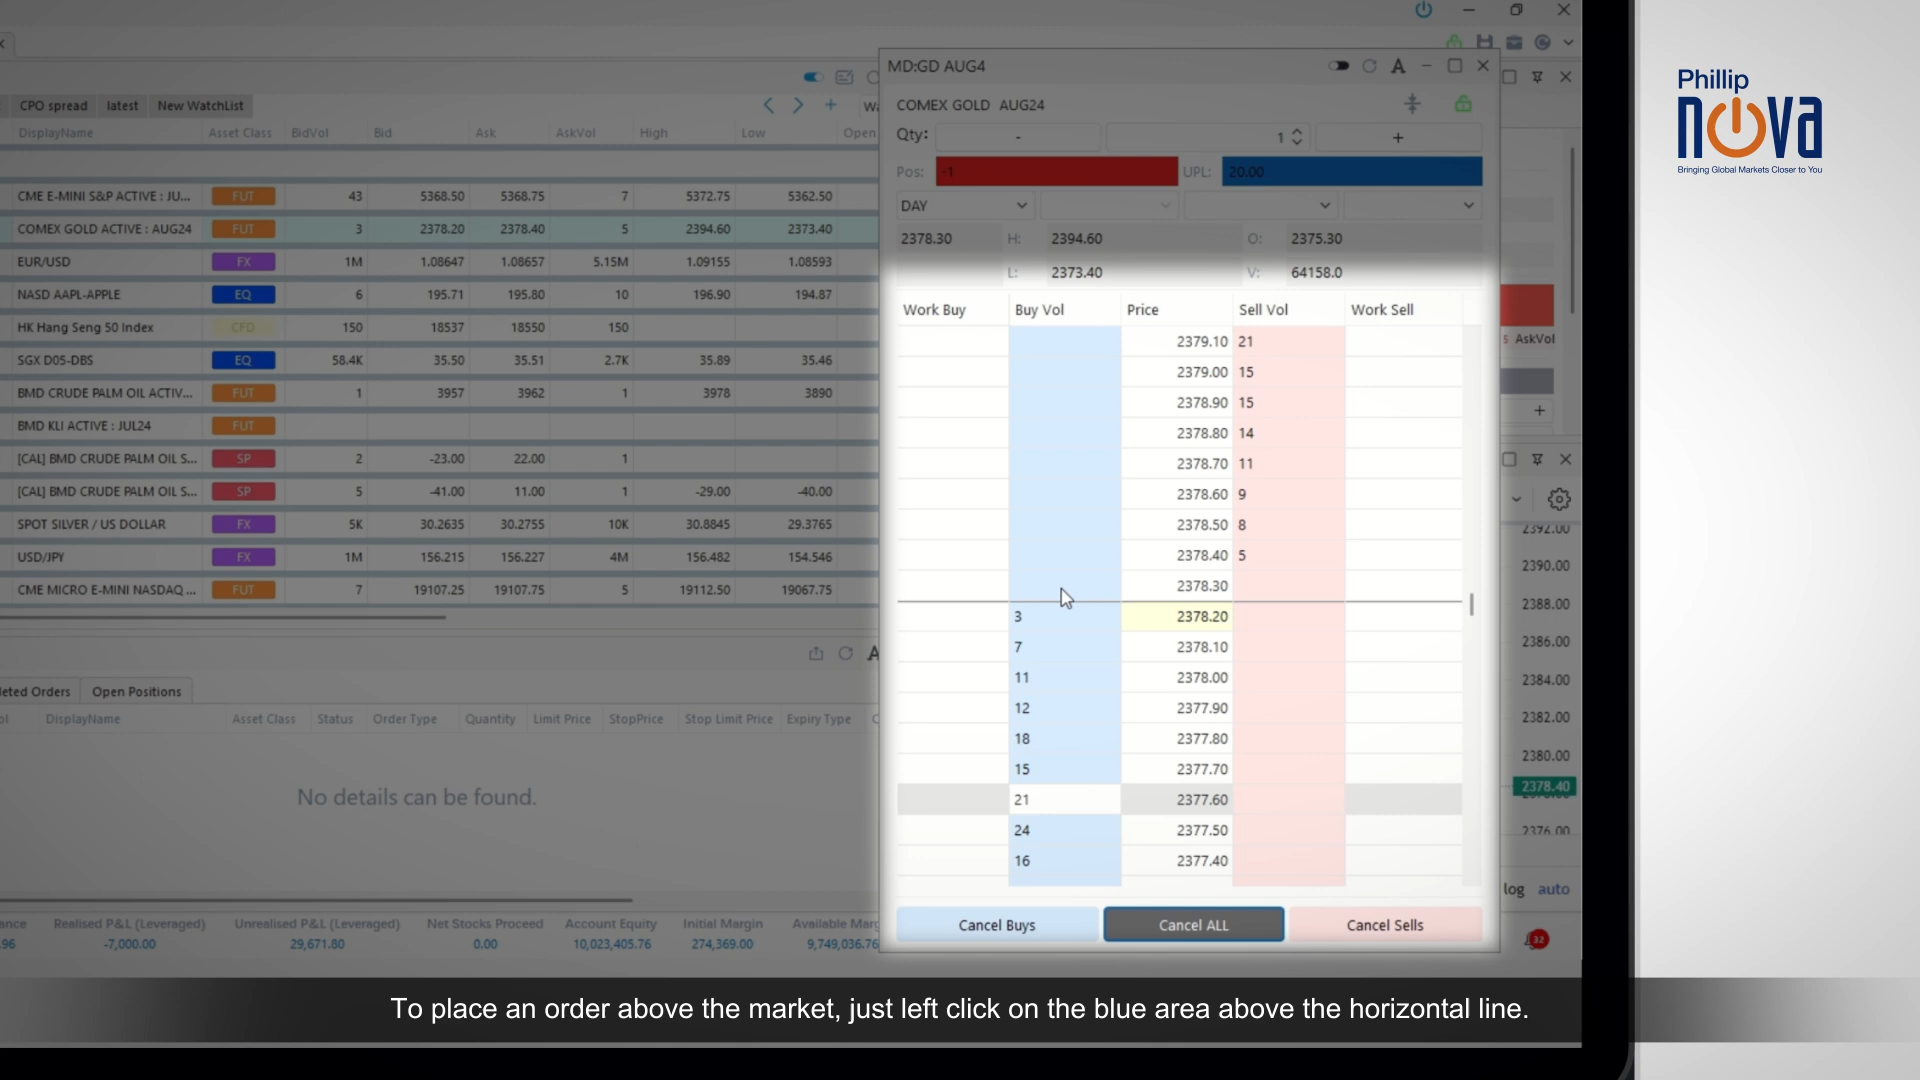 MD:GD AUG4
A
COMEX GOLD AUG24
Qty: - 1 +
Pos: -1 UPL: 20.00
DAY
2378.30 H: 2394.60 O: 2375.30
L: 2373.40 V: 64158.0
Work Buy Buy Vol Price Sell Vol Work Sell
2379.10 21
2379.00 15
2378.90 15
2378.80 14
2378.70 11
2378.60 9
2378.50 8
2378.40 5
2378.30
3 2378.20
7 2378.10
11 2378.00
12 2377.90
18 2377.80
15 2377.70
21 2377.60
24 2377.50
16 2377.40
Cancel Buys Cancel ALL Cancel Sells
CPO spread latest New WatchList
DisplayName Asset Class BidVol Bid Ask AskVol High Low Open
CME E-MINI S&P ACTIVE : JU... FUT 43 5368.50 5368.75 7 5372.75 5362.50
COMEX GOLD ACTIVE : AUG24 FUT 3 2378.20 2378.40 5 2394.60 2373.40
EUR/USD FX 1M 1.08647 1.08657 5.15M 1.09155 1.08593
NASD AAPL-APPLE EQ 6 195.71 195.80 10 196.90 194.87
HK Hang Seng 50 Index CFD 150 18537 18550 150
SGX D05-DBS EQ 58.4K 35.50 35.51 2.7K 35.89 35.46
BMD CRUDE PALM OIL ACTIV... FUT 1 3957 3962 1 3978 3890
BMD KLI ACTIVE : JUL24 FUT
[CAL] BMD CRUDE PALM OIL S... SP 2 -23.00 22.00 1
[CAL] BMD CRUDE PALM OIL S... SP 5 -41.00 11.00 1 -29.00 -40.00
SPOT SILVER / US DOLLAR FX 5K 30.2635 30.2755 10K 30.8845 29.3765
USD/JPY FX 1M 156.215 156.227 4M 156.482 154.546
CME MICRO E-MINI NASDAQ ... FUT 7 19107.25 19107.75 5 19112.50 19067.75
A
leted Orders Open Positions
DisplayName Asset Class Status Order Type Quantity Limit Price StopPrice Stop Limit Price Expiry Type
No details can be found.
ance Realised P&L (Leveraged) Unrealised P&L (Leveraged) Net Stocks Proceed Account Equity Initial Margin Available Marg
.96 -7,000.00 29,671.80 0.00 10,023,405.76 274,369.00 9,749,036.76
s AskVol
+
2392.00
2390.00
2388.00
2386.00
2384.00
2382.00
2380.00
2378.40
2376.00
log auto
32
Phillip
nova
Bringing Global Markets Closer to You
To place an order above the market, just left click on the blue area above the horizontal line.